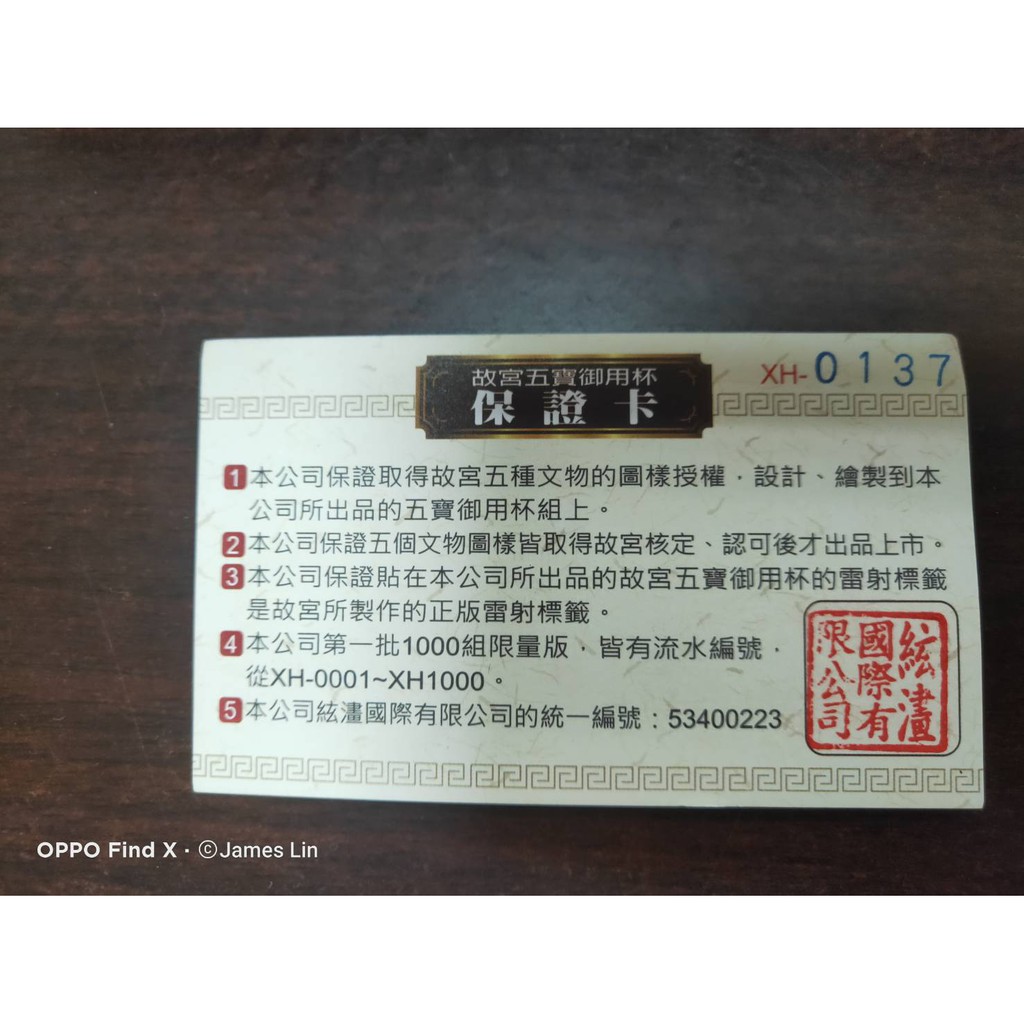 故宮五寶御用杯
保證卡
XH-0137
1 本公司保證取得故宮五種文物的圖樣授權，設計、繪製到本
公司所出品的五寶御用杯組上。
2 本公司保證五個文物圖樣皆取得故宮核定、認可後才出品上市。
3 本公司保證貼在本公司所出品的故宮五寶御用杯的雷射標籤
是故宮所製作的正版雷射標籤。
4 本公司第一批1000組限量版，皆有流水編號，
從XH-0001~XH1000。
5 本公司絃澅國際有限公司的統一編號：53400223
絃澅
國際有
限公司
OPPO Find X · ©James Lin